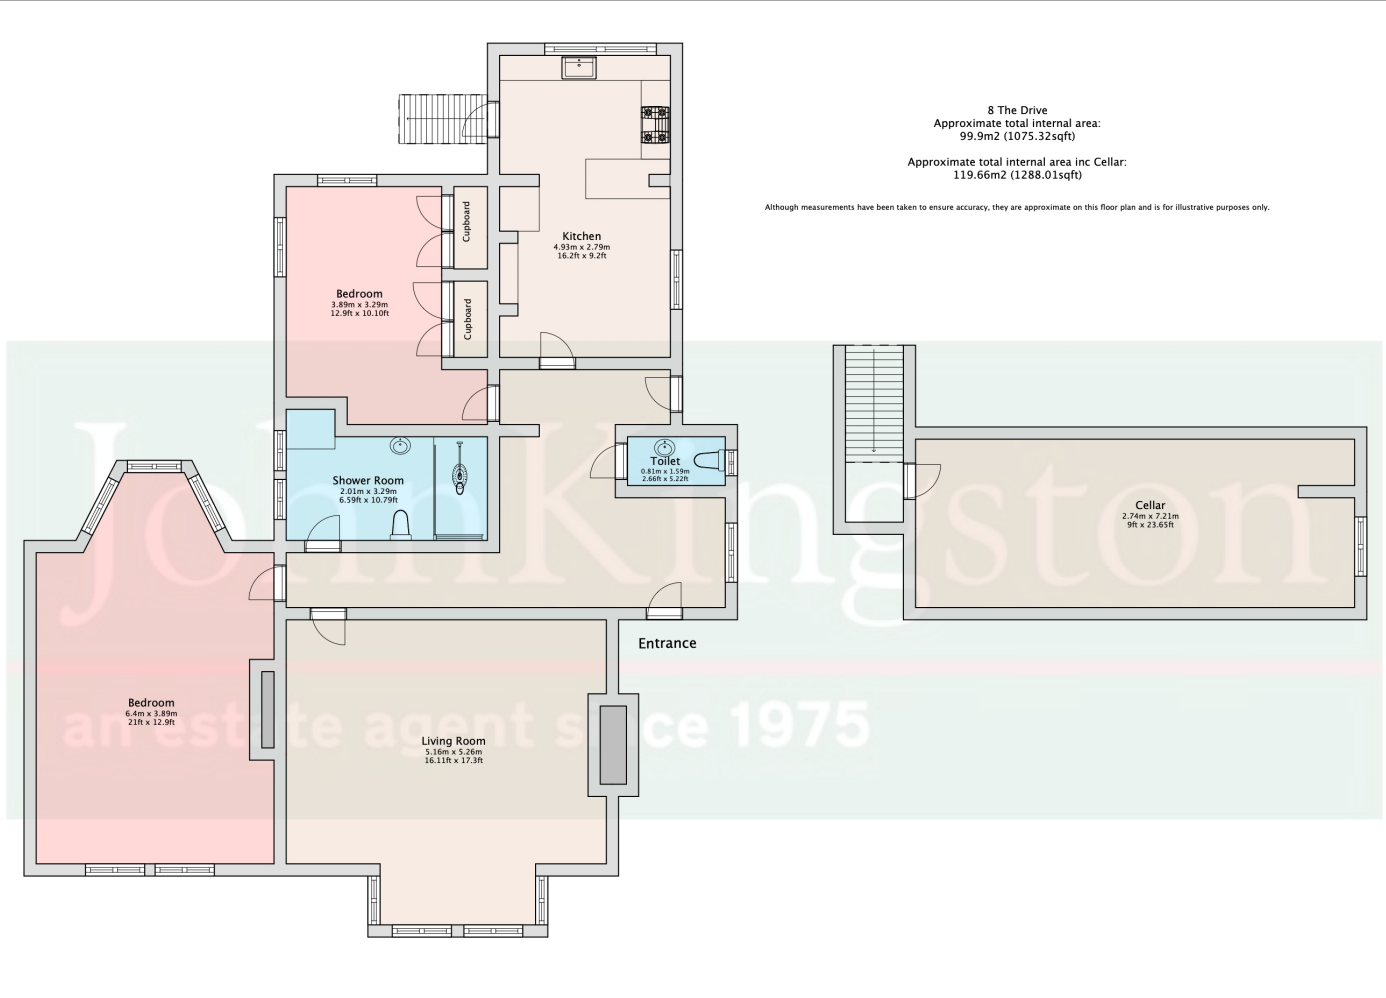 8 The Drive
Approximate total internal area:
99.9m2 (1075.32sqft)
Approximate total internal area inc Cellar:
119.66m2 (1288.01sqft)
Although measurements have been taken to ensure accuracy, they are approximate on this floor plan and is for illustrative purposes only.
Cupboard
Kitchen
4.93m x 2.79m
16.2ft x 9.2ft
Bedroom
3.89m x 3.29m
12.9ft x 10.10ft
Cupboard
Toilet
0.81m x 1.59m
2.66ft x 5.22ft
Shower Room
2.01m x 3.29m
6.59ft x 10.79ft
Cellar
2.74m x 7.21m
9ft x 23.65ft
JohnKingston
Entrance
Bedroom
6.4m x 3.89m
21ft x 12.9ft
an estate agent since 1975
Living Room
5.16m x 5.26m
16.11ft x 17.3ft